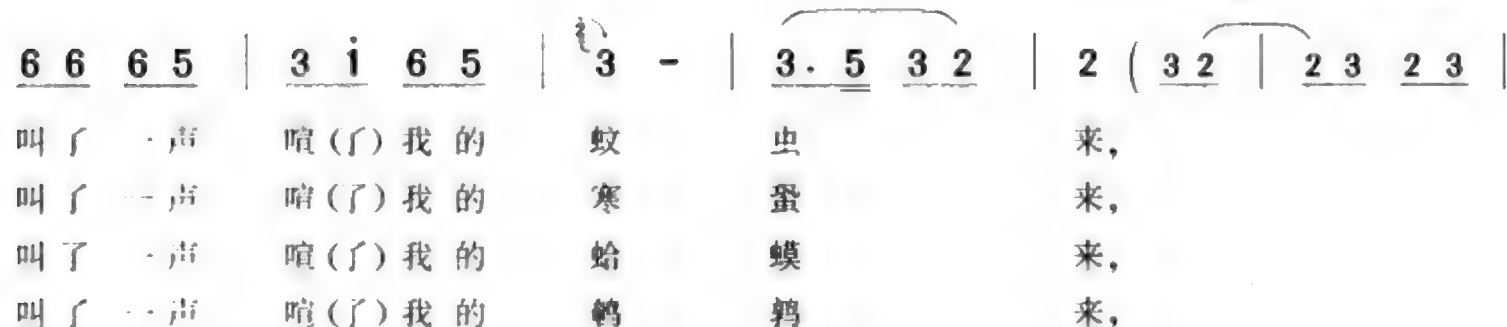 6 6 6 5 | 3 i̇ 6 5 | 3 - | 3. 5 3 2 | 2 ( 3 2 | 2 3 2 3 |
叫了 一声 喧(了)我的 蚊 虫 来,
叫了 一声 喧(了)我的 寒 蛩 来,
叫了 一声 喧(了)我的 蛤 蟆 来,
叫了 一声 喧(了)我的 鹌 鹑 来,